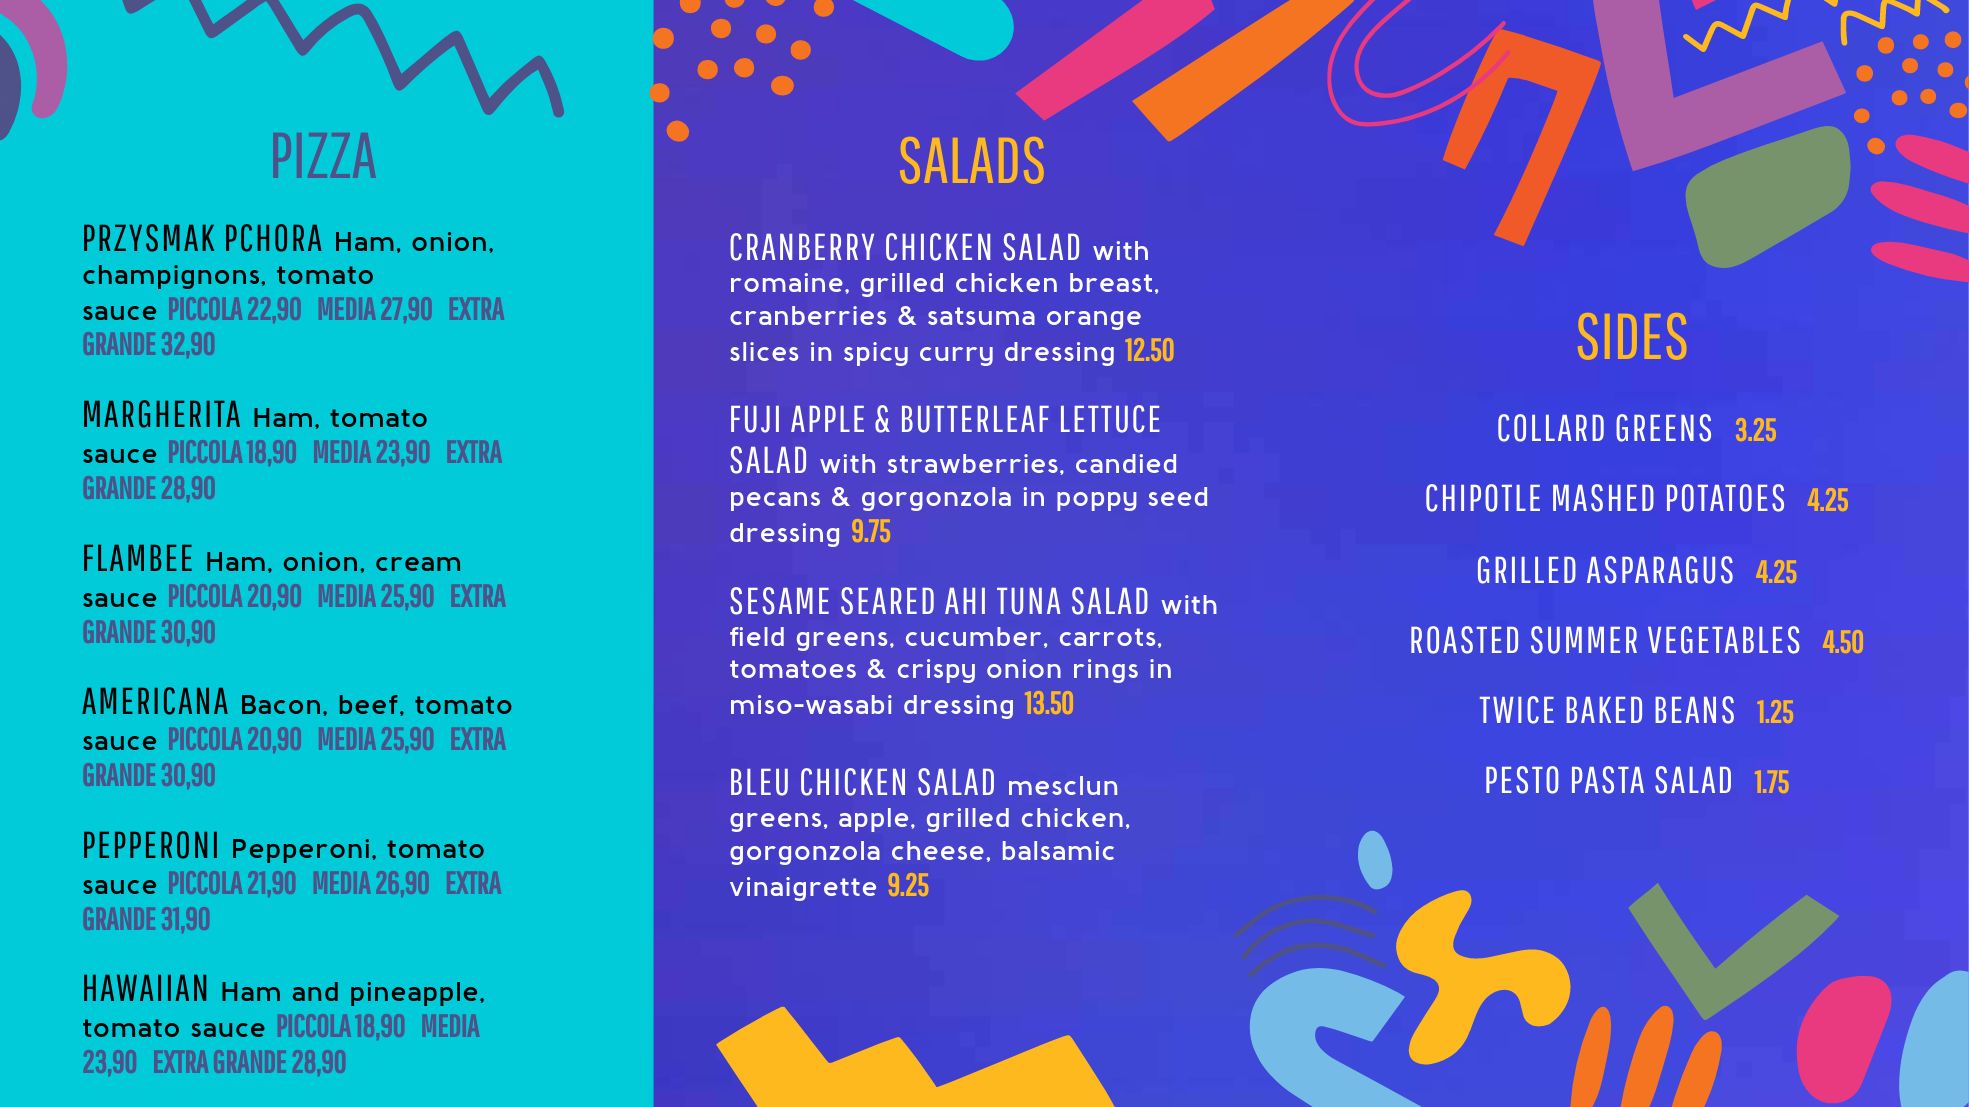 PIZZA
PRZYSMAK PCHORA Ham, onion,
champignons, tomato
sauce PICCOLA 22,90 MEDIA 27,90 EXTRA
GRANDE 32,90
MARGHERITA Ham, tomato
sauce PICCOLA 18,90 MEDIA 23,90 EXTRA
GRANDE 28,90
FLAMBEE Ham, onion, cream
sauce PICCOLA 20,90 MEDIA 25,90 EXTRA
GRANDE 30,90
AMERICANA Bacon, beef, tomato
sauce PICCOLA 20,90 MEDIA 25,90 EXTRA
GRANDE 30,90
PEPPERONI Pepperoni, tomato
sauce PICCOLA 21,90 MEDIA 26,90 EXTRA
GRANDE 31,90
HAWAIIAN Ham and pineapple,
tomato sauce PICCOLA 18,90 MEDIA
23,90 EXTRA GRANDE 28,90
SALADS
CRANBERRY CHICKEN SALAD with
romaine, grilled chicken breast,
cranberries & satsuma orange
slices in spicy curry dressing 12.50
FUJI APPLE & BUTTERLEAF LETTUCE
SALAD with strawberries, candied
pecans & gorgonzola in poppy seed
dressing 9.75
SESAME SEARED AHI TUNA SALAD with
field greens, cucumber, carrots,
tomatoes & crispy onion rings in
miso-wasabi dressing 13.50
BLEU CHICKEN SALAD mesclun
greens, apple, grilled chicken,
gorgonzola cheese, balsamic
vinaigrette 9.25
SIDES
COLLARD GREENS 3.25
CHIPOTLE MASHED POTATOES 4.25
GRILLED ASPARAGUS 4.25
ROASTED SUMMER VEGETABLES 4.50
TWICE BAKED BEANS 1.25
PESTO PASTA SALAD 1.75